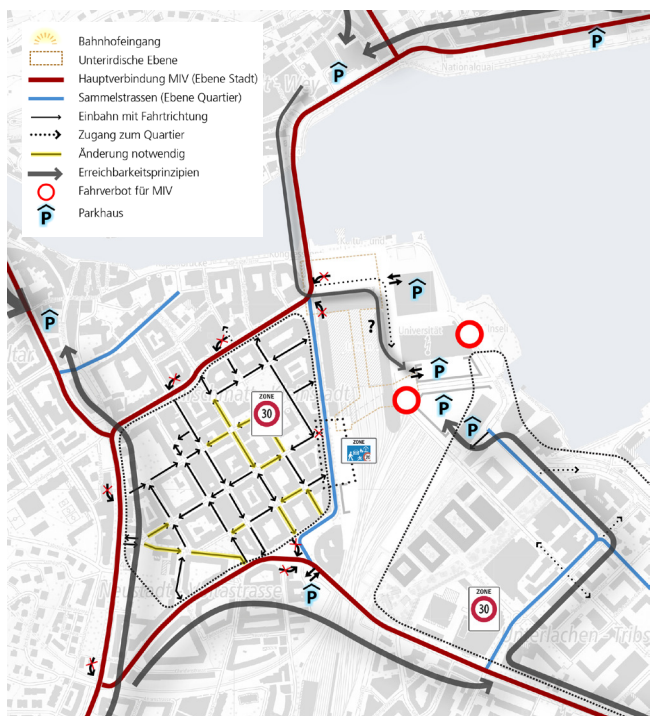 Bahnhofeingang
Unterirdische Ebene
Hauptverbindung MIV (Ebene Stadt)
Sammelstrassen (Ebene Quartier)
Einbahn mit Fahrtrichtung
Zugang zum Quartier
Änderung notwendig
Erreichbarkeitsprinzipien
Fahrverbot für MIV
P
Parkhaus
P
P
Nationalquai
P
P
?
Universität
P
P
P
ZONE
30
ZONE
P
ZONE
30